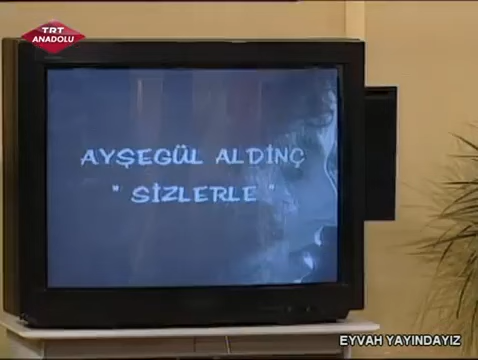 TRT
ANADOLU
AYŞEGÜL ALDİNÇ
" SİZLERLE "
EYVAH YAYINDAYIZ